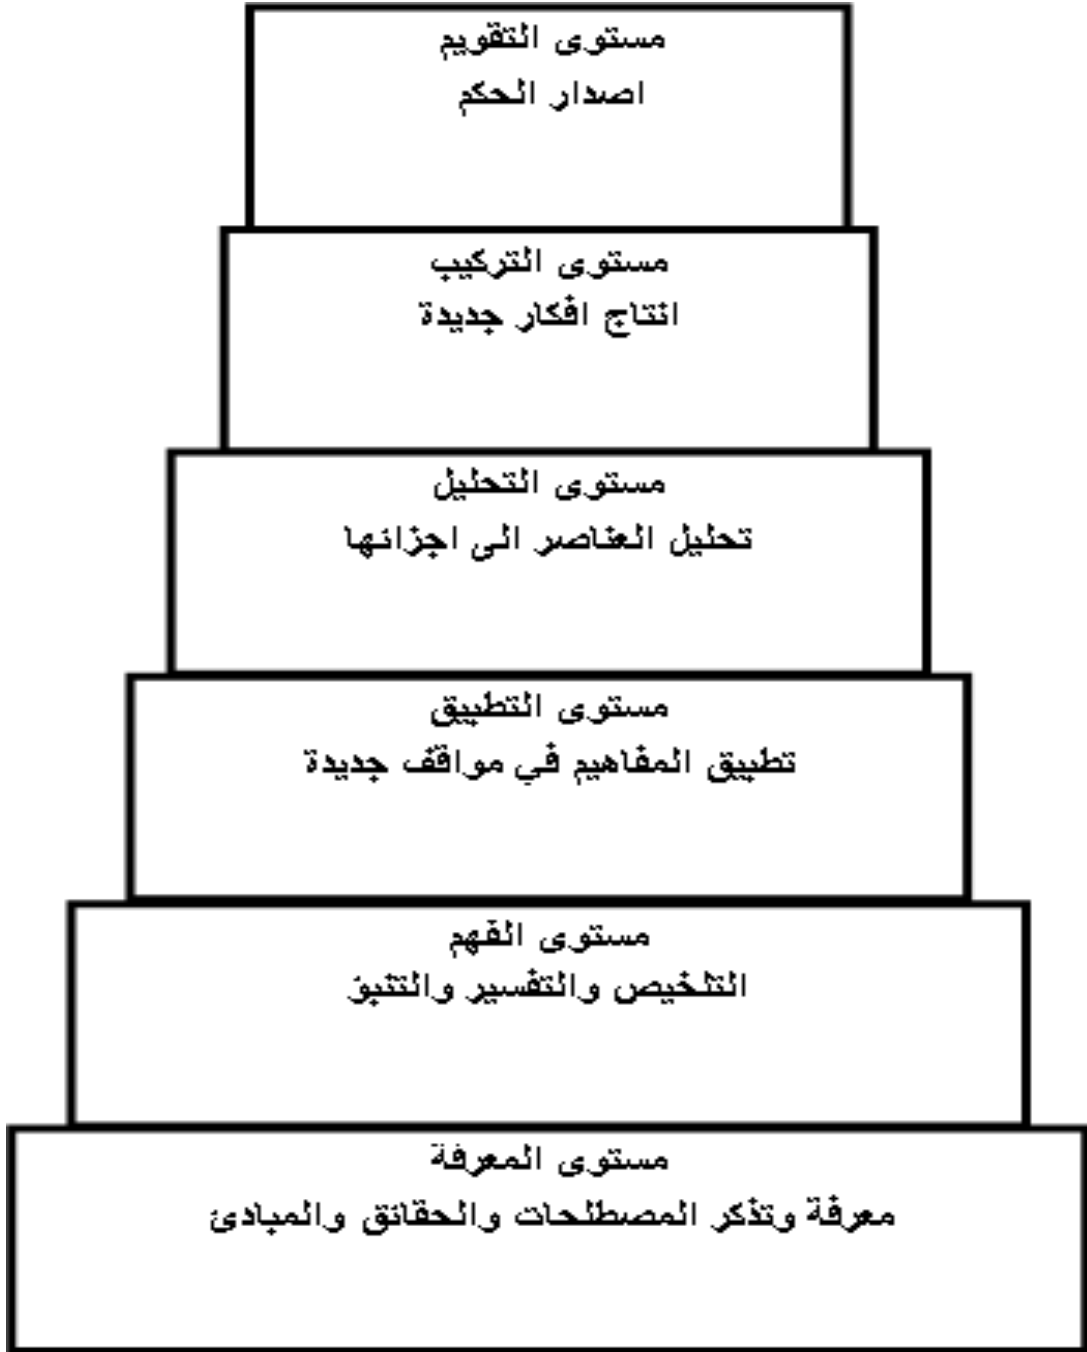 مستوى التقويم
اصدار الحكم
مستوى التركيب
انتاج افكار جديدة
مستوى التحليل
تحليل العناصر الى اجزائها
مستوى التطبيق
تطبيق المفاهيم في مواقف جديدة
مستوى الفهم
التلخيص والتفسير والتنبؤ
مستوى المعرفة
معرفة وتذكر المصطلحات والحقائق والمبادئ